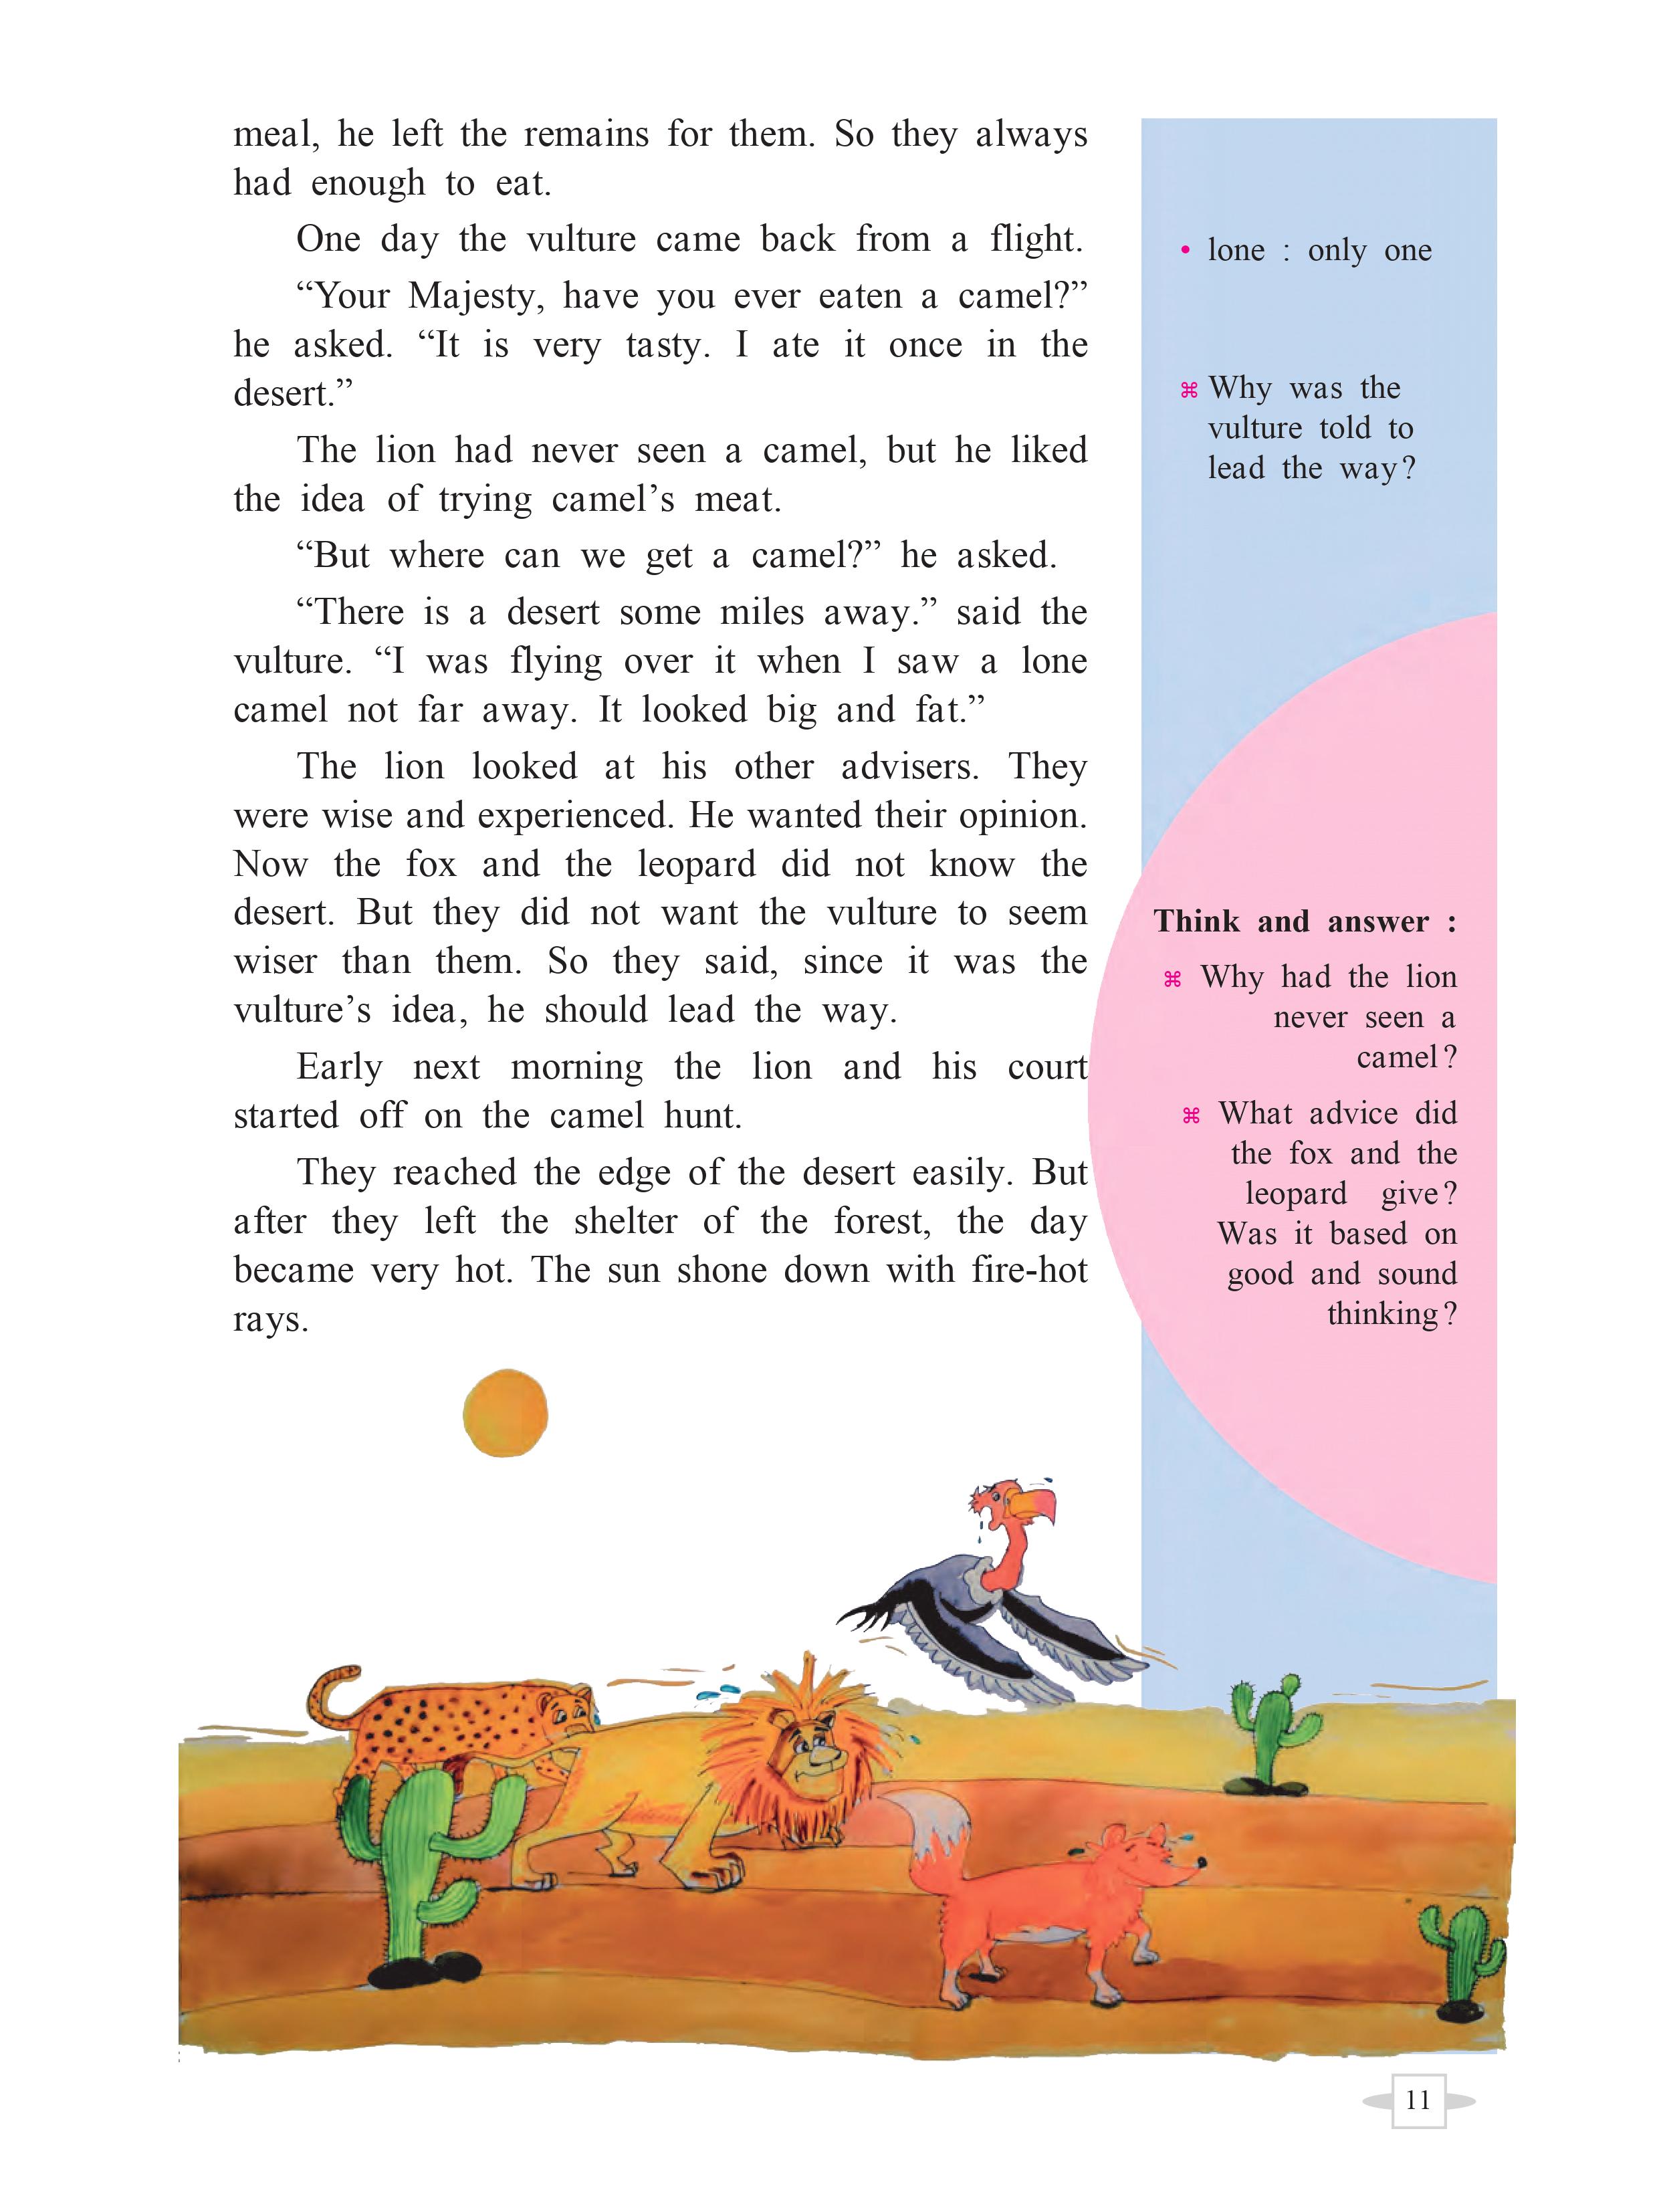 meal, he left the remains for them. So they always
had enough to eat.
One day the vulture came back from a flight.
“Your Majesty, have you ever eaten a camel?”
he asked. “It is very tasty. I ate it once in the
desert.”
The lion had never seen a camel, but he liked
the idea of trying camel’s meat.
“But where can we get a camel?” he asked.
“There is a desert some miles away.” said the
vulture. “I was flying over it when I saw a lone
camel not far away. It looked big and fat.”
The lion looked at his other advisers. They
were wise and experienced. He wanted their opinion.
Now the fox and the leopard did not know the
desert. But they did not want the vulture to seem
wiser than them. So they said, since it was the
vulture’s idea, he should lead the way.
Early next morning the lion and his court
started off on the camel hunt.
They reached the edge of the desert easily. But
after they left the shelter of the forest, the day
became very hot. The sun shone down with fire-hot
rays.
• lone : only one
⌘ Why was the
vulture told to
lead the way?
Think and answer :
⌘ Why had the lion
never seen a
camel?
⌘ What advice did
the fox and the
leopard give?
Was it based on
good and sound
thinking?
11